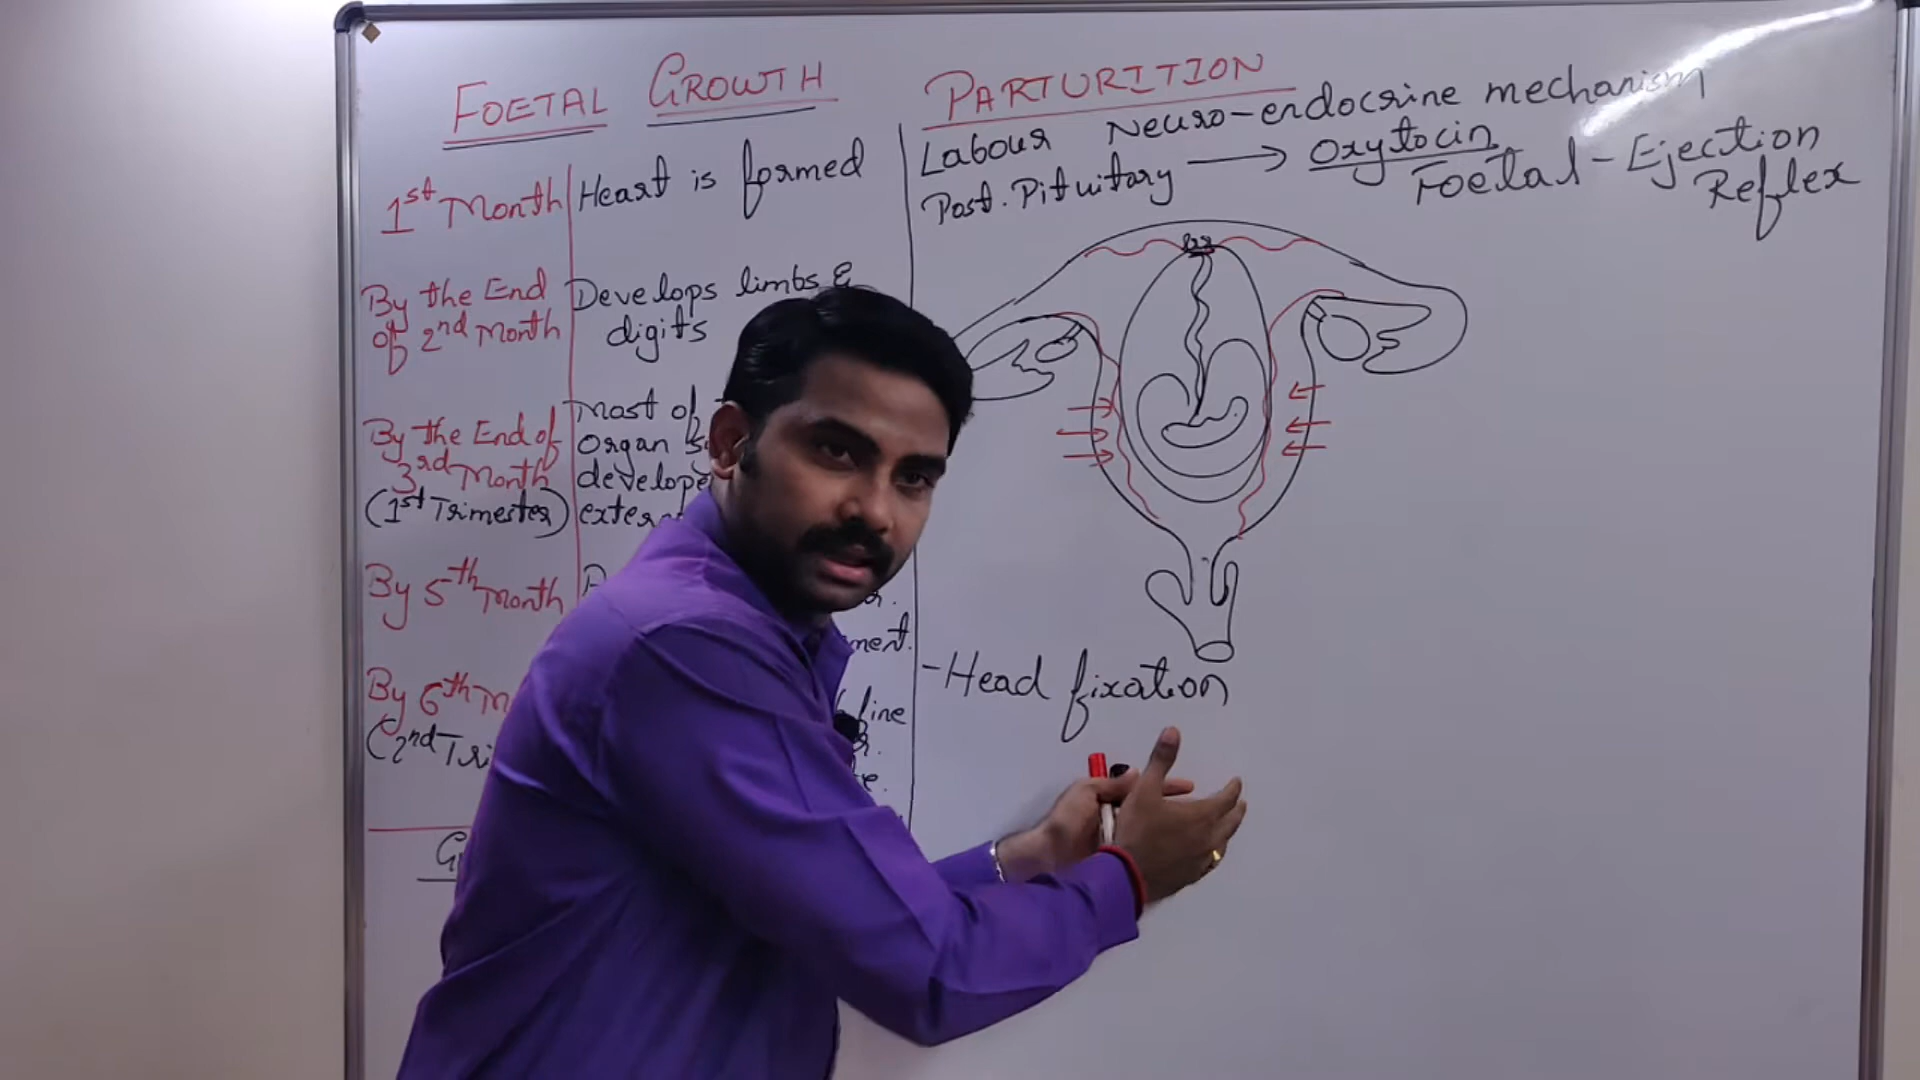 FOETAL GROWTH
1st Month Heart is formed
By the End Develops limbs &
of 2nd Month digits
Most of
By the End of organ
3rd Month develope
(1st Trimester)
By 5th Month
ment.
By 6th
fine
(2nd Tri
PARTURITION
Labour Neuro-endocrine mechanism
Post. Pituitary → Oxytocin
Foetal-Ejection
Reflex
-Head fixation